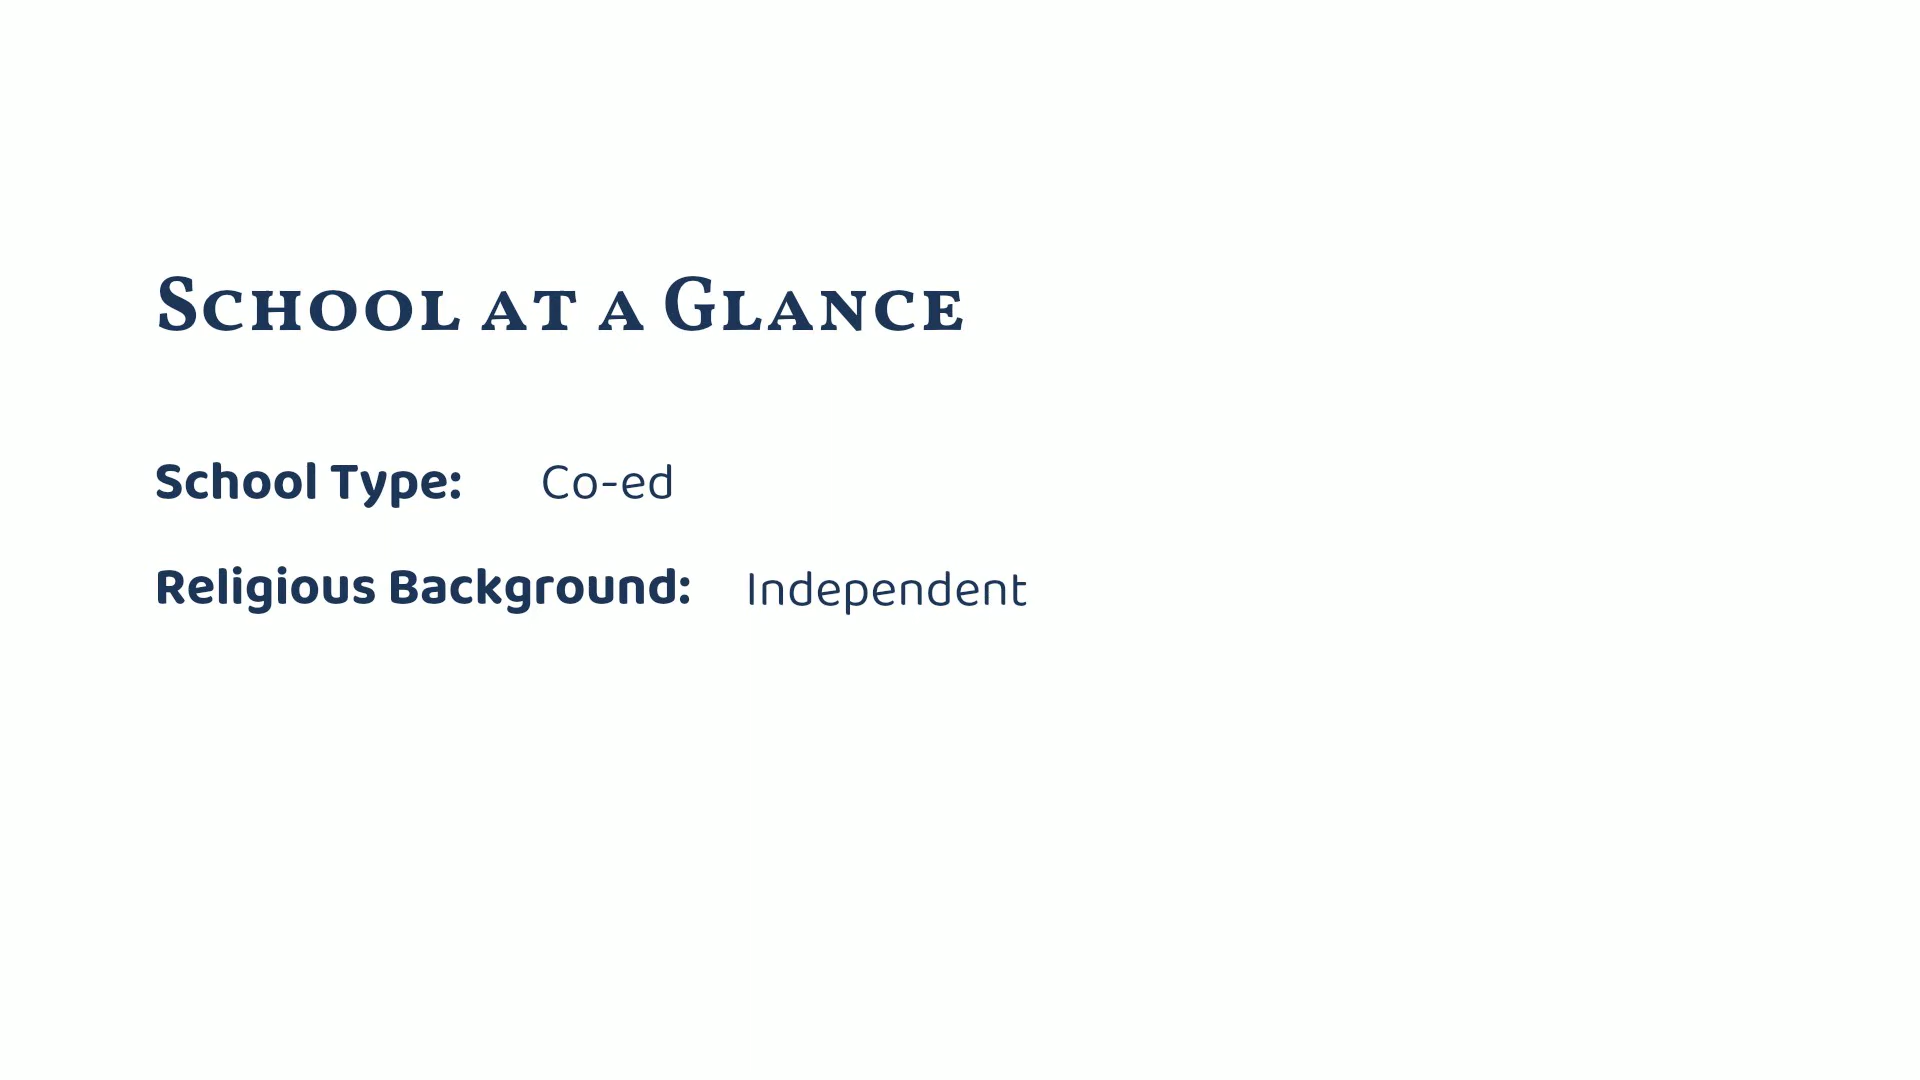 School at a Glance
School Type: Co-ed
Religious Background: Independent